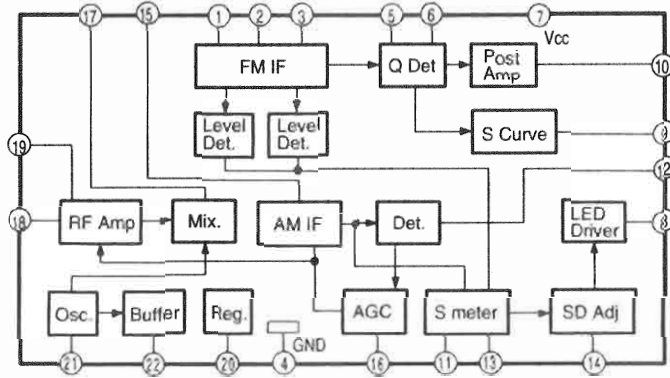 17 15 1 2 3 5 6 7
Vcc
FM IF
Q Det
Post
Amp
10
Level
Det.
Level
Det.
S Curve
9
19
12
18
RF Amp
Mix.
AM IF
Det.
LED
Driver
8
Osc.
Buffer
Reg.
GND
AGC
S meter
SD Adj
21 22 20 4 16 11 13 14